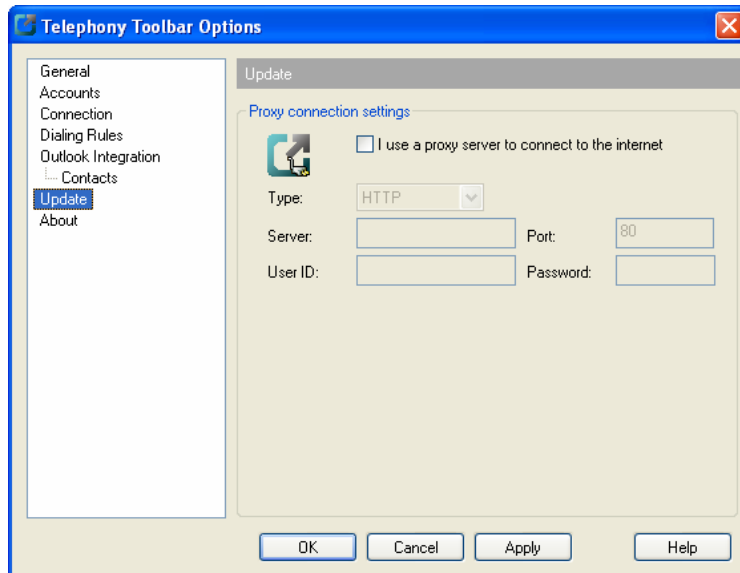 Telephony Toolbar Options
General
Accounts
Connection
Dialing Rules
Outlook Integration
Contacts
Update
About
Update
Proxy connection settings
I use a proxy server to connect to the internet
Type: HTTP
Server: Port: 80
User ID: Password:
OK Cancel Apply Help